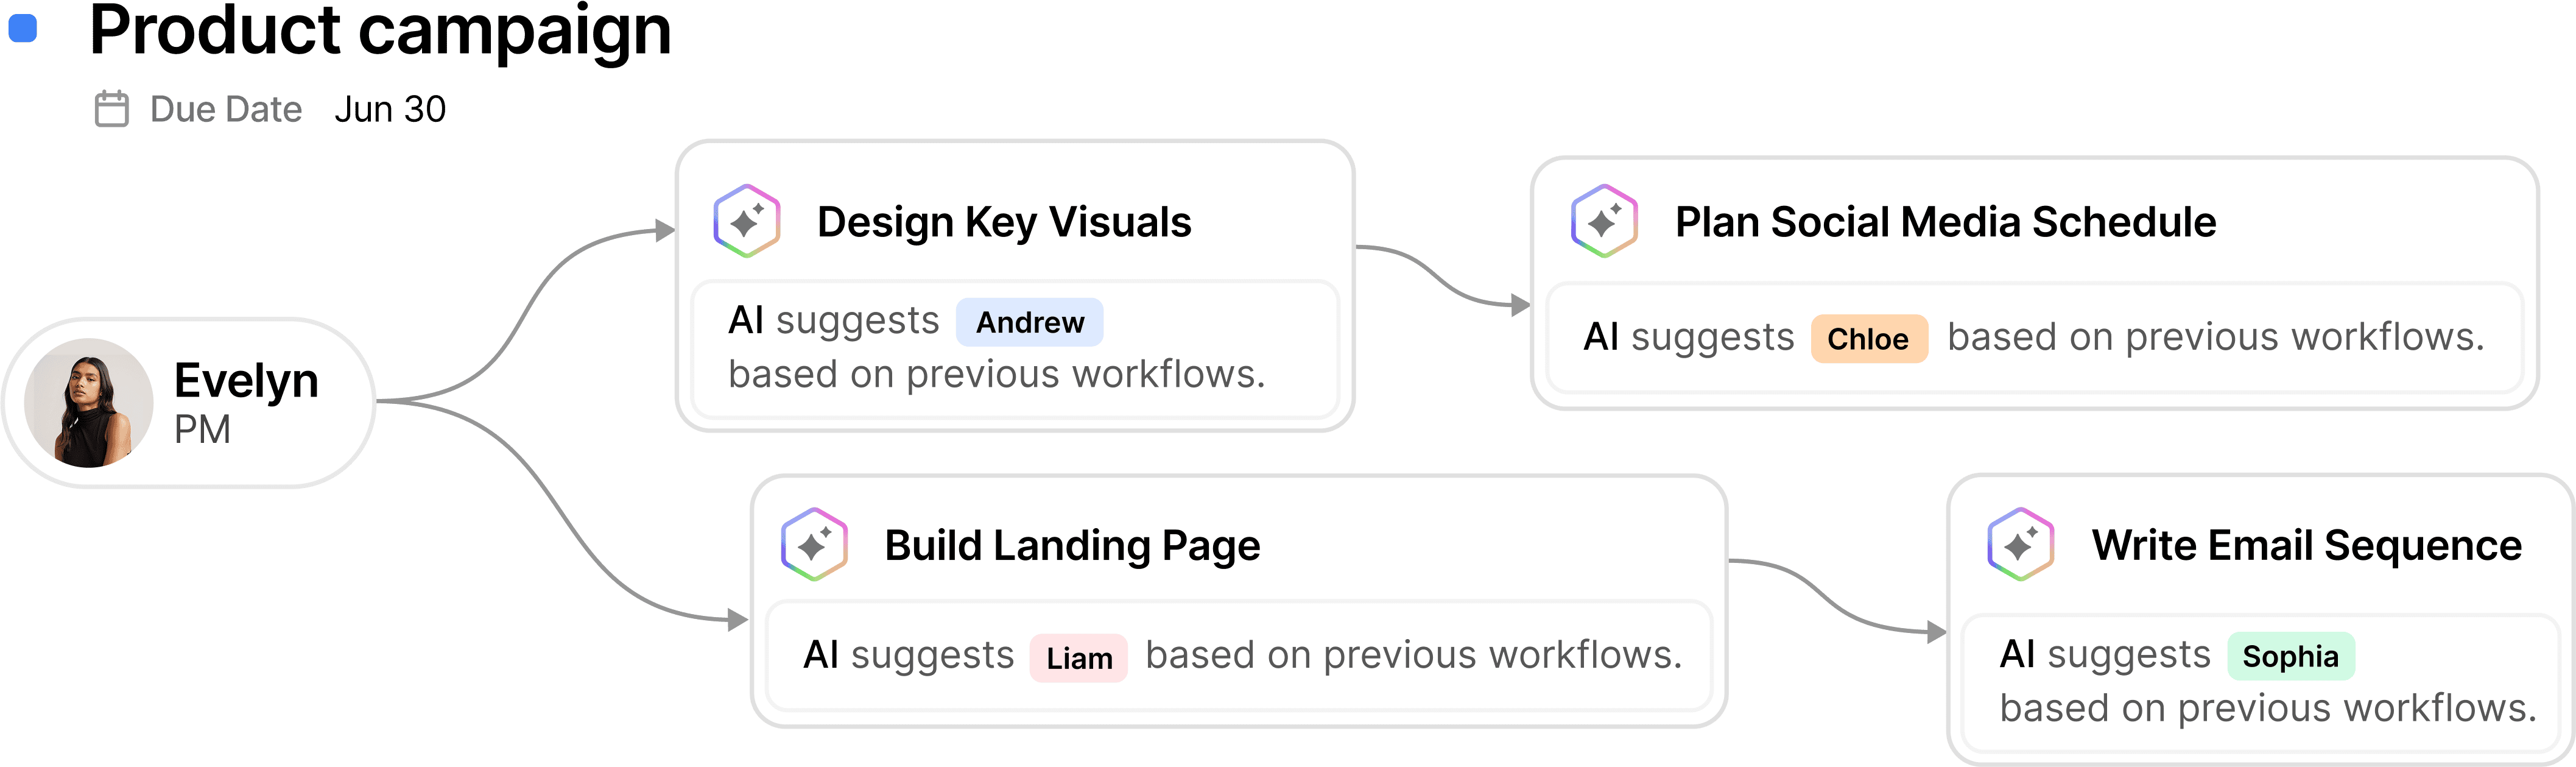 Product campaign
Due Date Jun 30
Design Key Visuals
AI suggests Andrew
based on previous workflows.
Plan Social Media Schedule
AI suggests Chloe based on previous workflows.
Evelyn
PM
Build Landing Page
AI suggests Liam based on previous workflows.
Write Email Sequence
AI suggests Sophia
based on previous workflows.